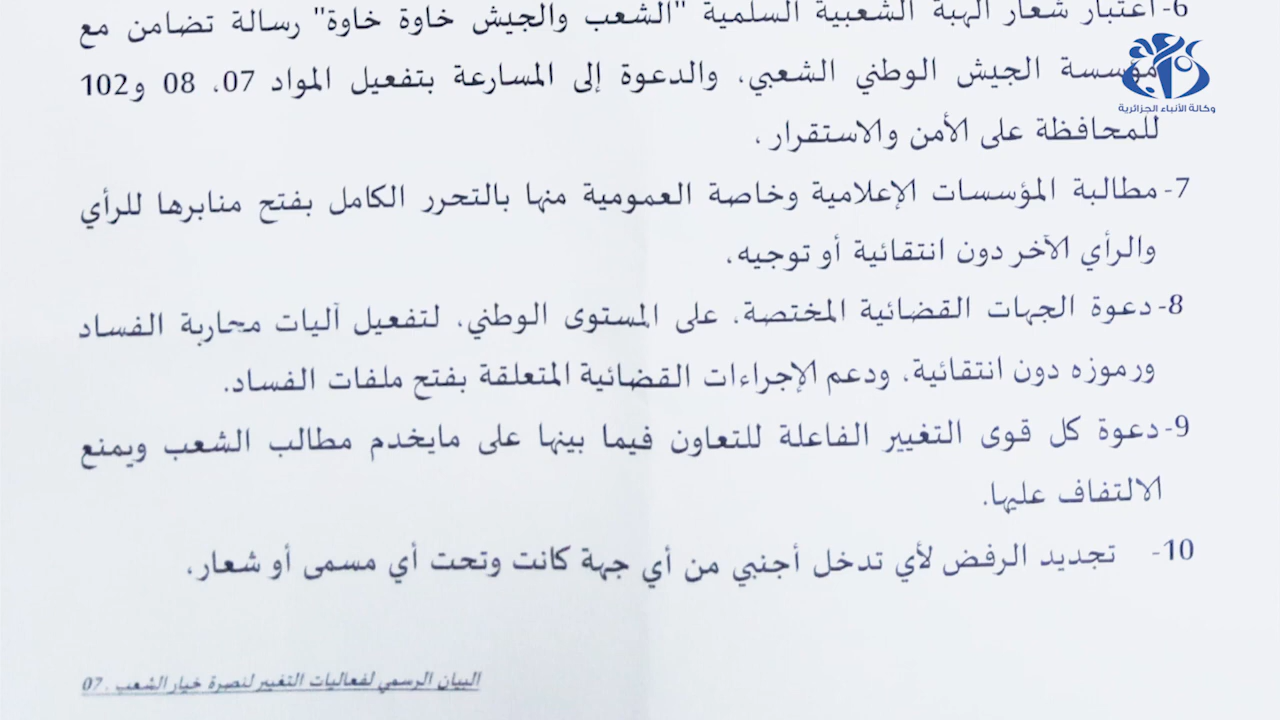 6- اعتبار شعار الهبة الشعبية السلمية "الشعب والجيش خاوة خاوة" رسالة تضامن مع
مؤسسة الجيش الوطني الشعبي، والدعوة إلى المسارعة بتفعيل المواد 07، 08 و102
وكالة الأنباء الجزائرية
للمحافظة على الأمن والاستقرار،
7- مطالبة المؤسسات الإعلامية وخاصة العمومية منها بالتحرر الكامل بفتح منابرها للرأي
والرأي الآخر دون انتقائية أو توجيه،
8- دعوة الجهات القضائية المختصة، على المستوى الوطني، لتفعيل آليات محاربة الفساد
ورموزه دون انتقائية، ودعم الإجراءات القضائية المتعلقة بفتح ملفات الفساد.
9- دعوة كل قوى التغيير الفاعلة للتعاون فيما بينها على مايخدم مطالب الشعب ويمنع
الالتفاف عليها.
10- تجديد الرفض لأي تدخل أجنبي من أي جهة كانت وتحت أي مسمى أو شعار،
البيان الرسمي لفعاليات التغيير لنصرة خيار الشعب . 07